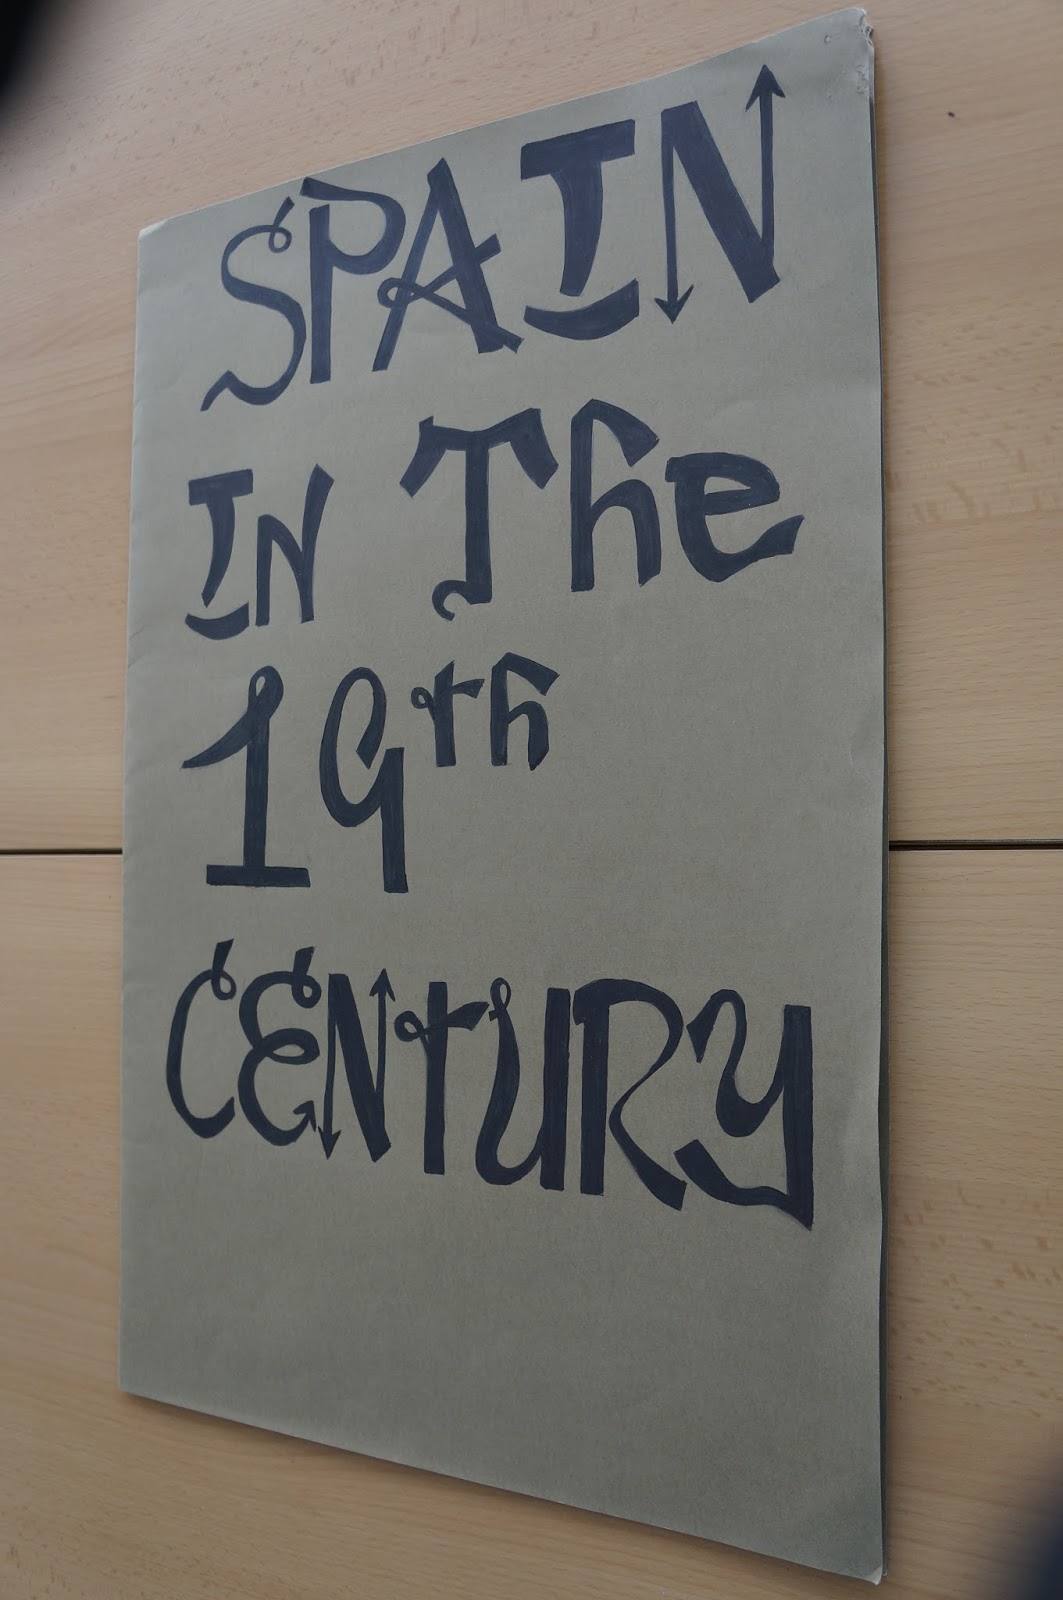 SPAIN
IN The
19th
CENtURY